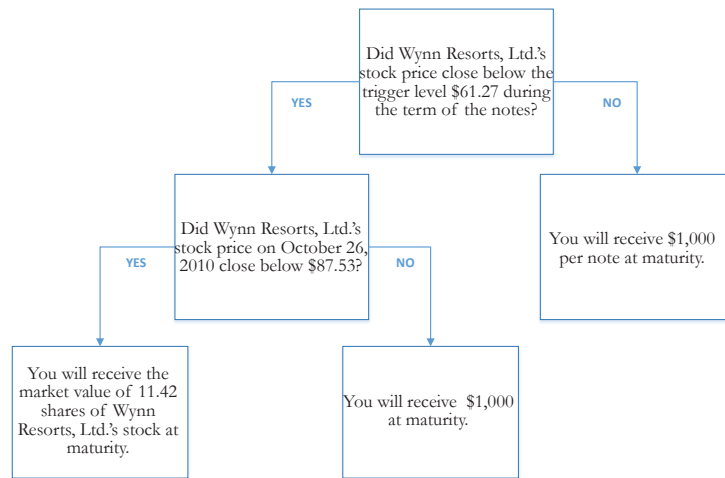 Did Wynn Resorts, Ltd.'s
stock price close below the
trigger level $61.27 during
the term of the notes?
YES
NO
Did Wynn Resorts, Ltd.'s
stock price on October 26,
2010 close below $87.53?
You will receive $1,000
per note at maturity.
YES
NO
You will receive the
market value of 11.42
shares of Wynn
Resorts, Ltd.'s stock at
maturity.
You will receive $1,000
at maturity.